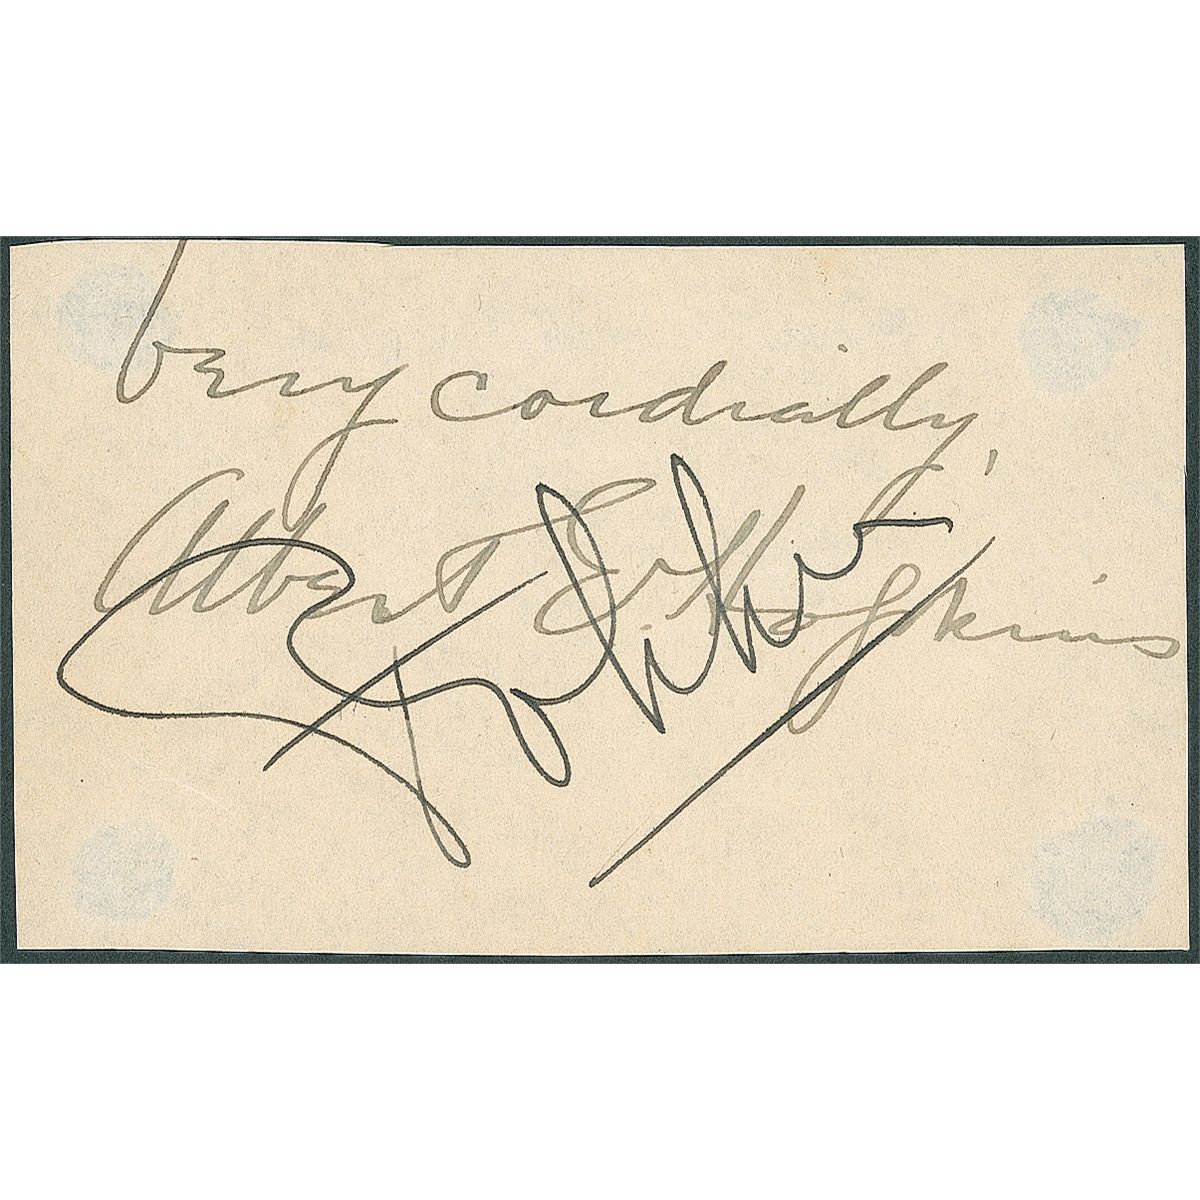 Very cordially,
Albert E. Hopkins